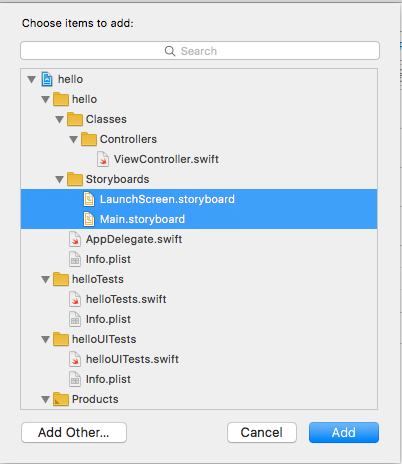 Choose items to add:
Search
hello
hello
Classes
Controllers
ViewController.swift
Storyboards
LaunchScreen.storyboard
Main.storyboard
AppDelegate.swift
Info.plist
helloTests
helloTests.swift
Info.plist
helloUITests
helloUITests.swift
Info.plist
Products
Add Other... Cancel Add